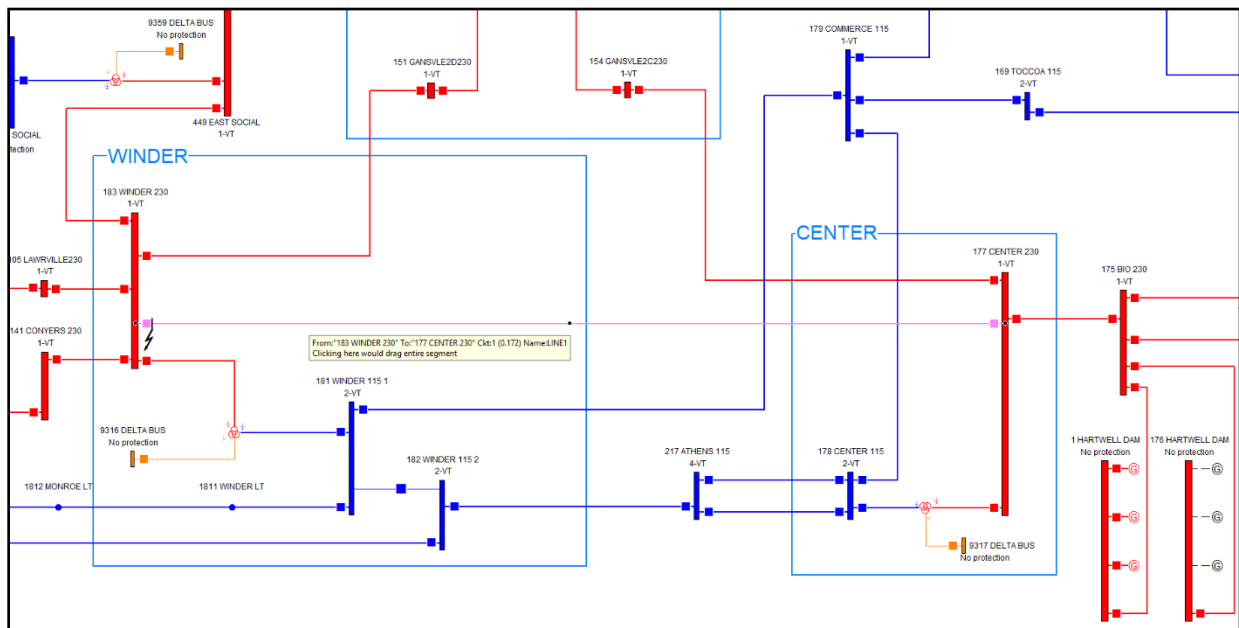 9359 DELTA BUS
No protection
449 EAST SOCIAL
1-VT
SOCIAL
tection
151 GANSVLE2D230
1-VT
154 GANSVLE2C230
1-VT
179 COMMERCE 115
1-VT
169 TOCCOA 115
2-VT
WINDER
183 WINDER 230
1-VT
105 LAWRVILLE230
1-VT
141 CONYERS 230
1-VT
From:"183 WINDER 230" To:"177 CENTER 230" Ckt:1 (0.172) Name:LINE1
Clicking here would drag entire segment
181 WINDER 115 1
2-VT
9316 DELTA BUS
No protection
182 WINDER 115 2
2-VT
1812 MONROE LT
1811 WINDER LT
217 ATHENS 115
4-VT
CENTER
177 CENTER 230
1-VT
178 CENTER 115
2-VT
9317 DELTA BUS
No protection
175 BIO 230
1-VT
1 HARTWELL DAM
No protection
G
G
G
176 HARTWELL DAM
No protection
G
G
G